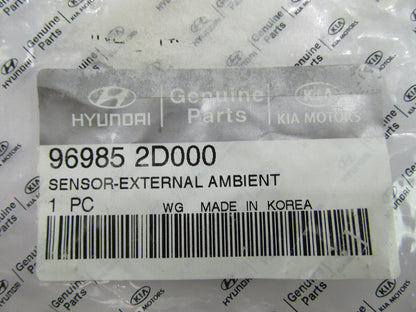 HYUNDAI
Genuine Parts
KIA MOTORS
96985 2D000
SENSOR-EXTERNAL AMBIENT
1 PC WG MADE IN KOREA